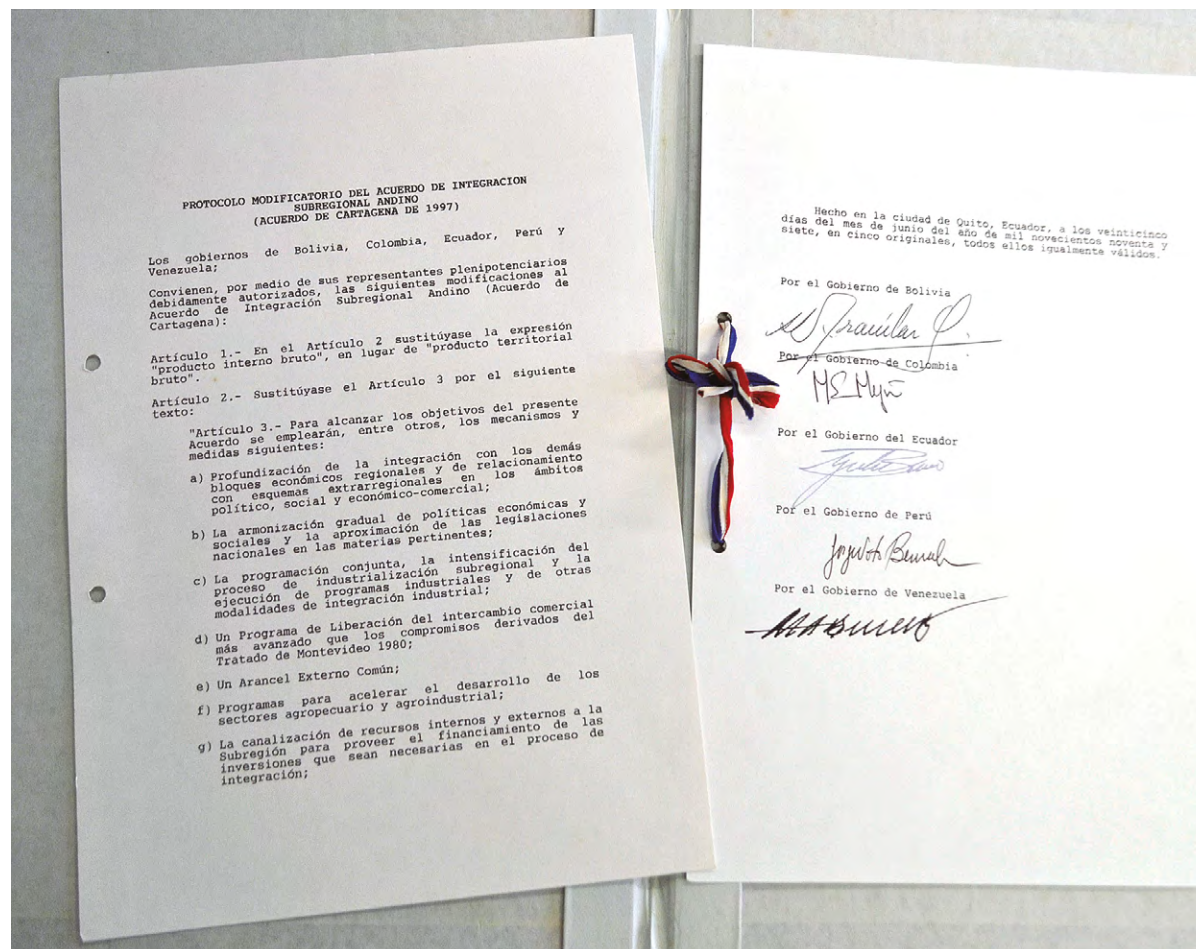 PROTOCOLO MODIFICATORIO DEL ACUERDO DE INTEGRACION
SUBREGIONAL ANDINO
(ACUERDO DE CARTAGENA DE 1997)
Los gobiernos de Bolivia, Colombia, Ecuador, Perú y
Venezuela;
Convienen, por medio de sus representantes plenipotenciarios
debidamente autorizados, las siguientes modificaciones al
Acuerdo de Integración Subregional Andino (Acuerdo de
Cartagena):
Artículo 1.- En el Artículo 2 sustitúyase la expresión
"producto interno bruto", en lugar de "producto territorial
bruto".
Artículo 2.- Sustitúyase el Artículo 3 por el siguiente
texto:
"Artículo 3.- Para alcanzar los objetivos del presente
Acuerdo se emplearán, entre otros, los mecanismos y
medidas siguientes:
a) Profundización de la integración con los demás
bloques económicos regionales y de relacionamiento
con esquemas extrarregionales en los ámbitos
político, social y económico-comercial;
b) La armonización gradual de políticas económicas y
sociales y la aproximación de las legislaciones
nacionales en las materias pertinentes;
c) La programación conjunta, la intensificación del
proceso de industrialización subregional y la
ejecución de programas industriales y de otras
modalidades de integración industrial;
d) Un Programa de Liberación del intercambio comercial
más avanzado que los compromisos derivados del
Tratado de Montevideo 1980;
e) Un Arancel Externo Común;
f) Programas para acelerar el desarrollo de los
sectores agropecuario y agroindustrial;
g) La canalización de recursos internos y externos a la
Subregión para proveer el financiamiento de las
inversiones que sean necesarias en el proceso de
integración;
Hecho en la ciudad de Quito, Ecuador, a los veinticinco
días del mes de junio del año de mil novecientos noventa y
siete, en cinco originales, todos ellos igualmente válidos.
Por el Gobierno de Bolivia
Por el Gobierno de Colombia
Por el Gobierno del Ecuador
Por el Gobierno de Perú
Por el Gobierno de Venezuela